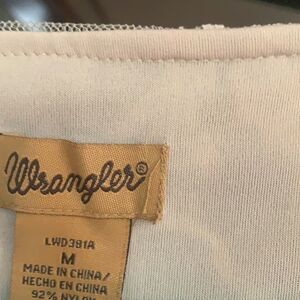 Wrangler®
LWD381A
M
MADE IN CHINA/
HECHO EN CHINA
92% NYLON